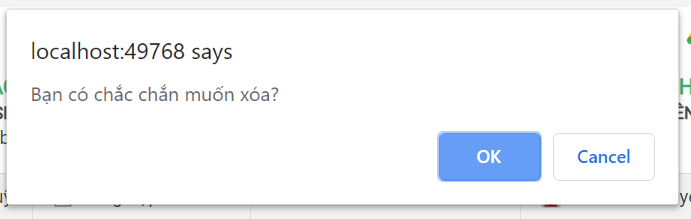 localhost:49768 says
Bạn có chắc chắn muốn xóa?
OK
Cancel